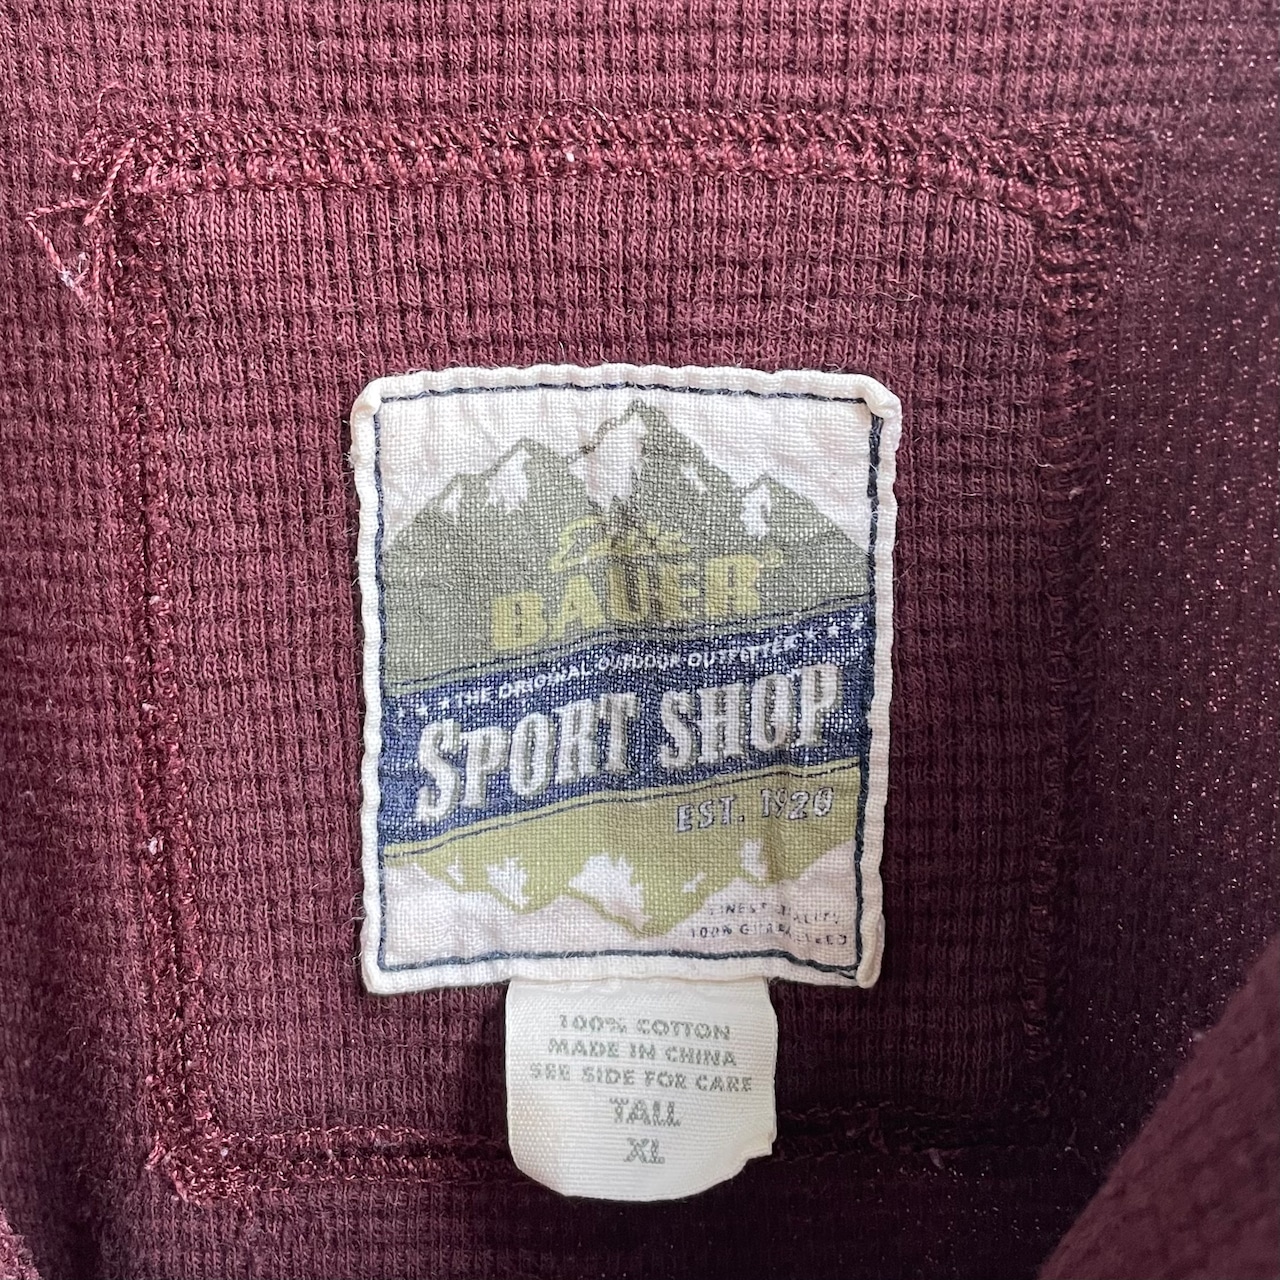 Eddie
BAUER
THE ORIGINAL OUTDOOR OUTFITTER
SPORT SHOP
EST. 1920
FINEST QUALITY
100% GUARANTEED
100% COTTON
MADE IN CHINA
SEE SIDE FOR CARE
TALL
XL